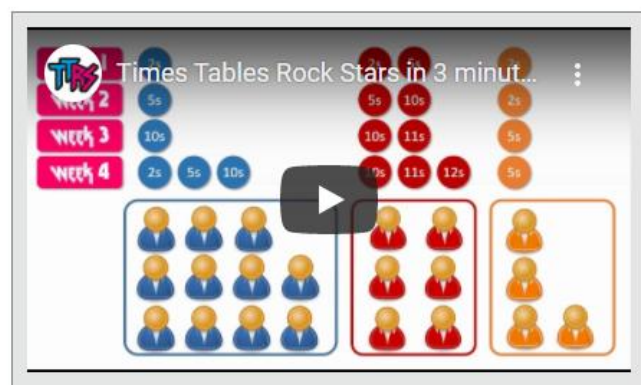 TTRS Times Tables Rock Stars in 3 minut...
Week 2 5s 5s 10s 2s
Week 3 10s 10s 11s 5s
Week 4 2s 5s 10s 10s 11s 12s 5s